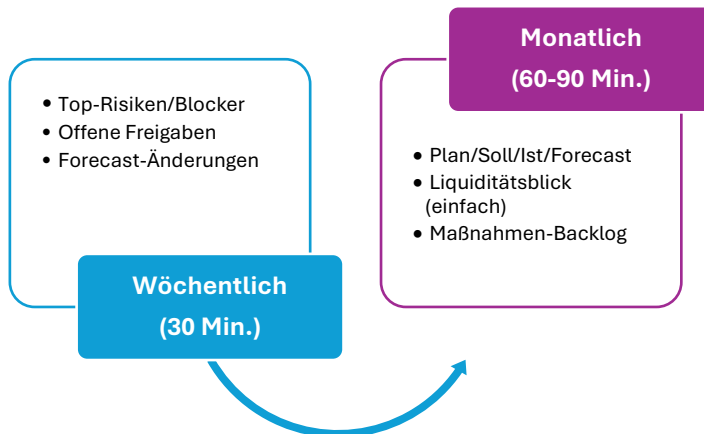 • Top-Risiken/Blocker
• Offene Freigaben
• Forecast-Änderungen
Wöchentlich
(30 Min.)
Monatlich
(60-90 Min.)
• Plan/Soll/Ist/Forecast
• Liquiditätsblick
(einfach)
• Maßnahmen-Backlog